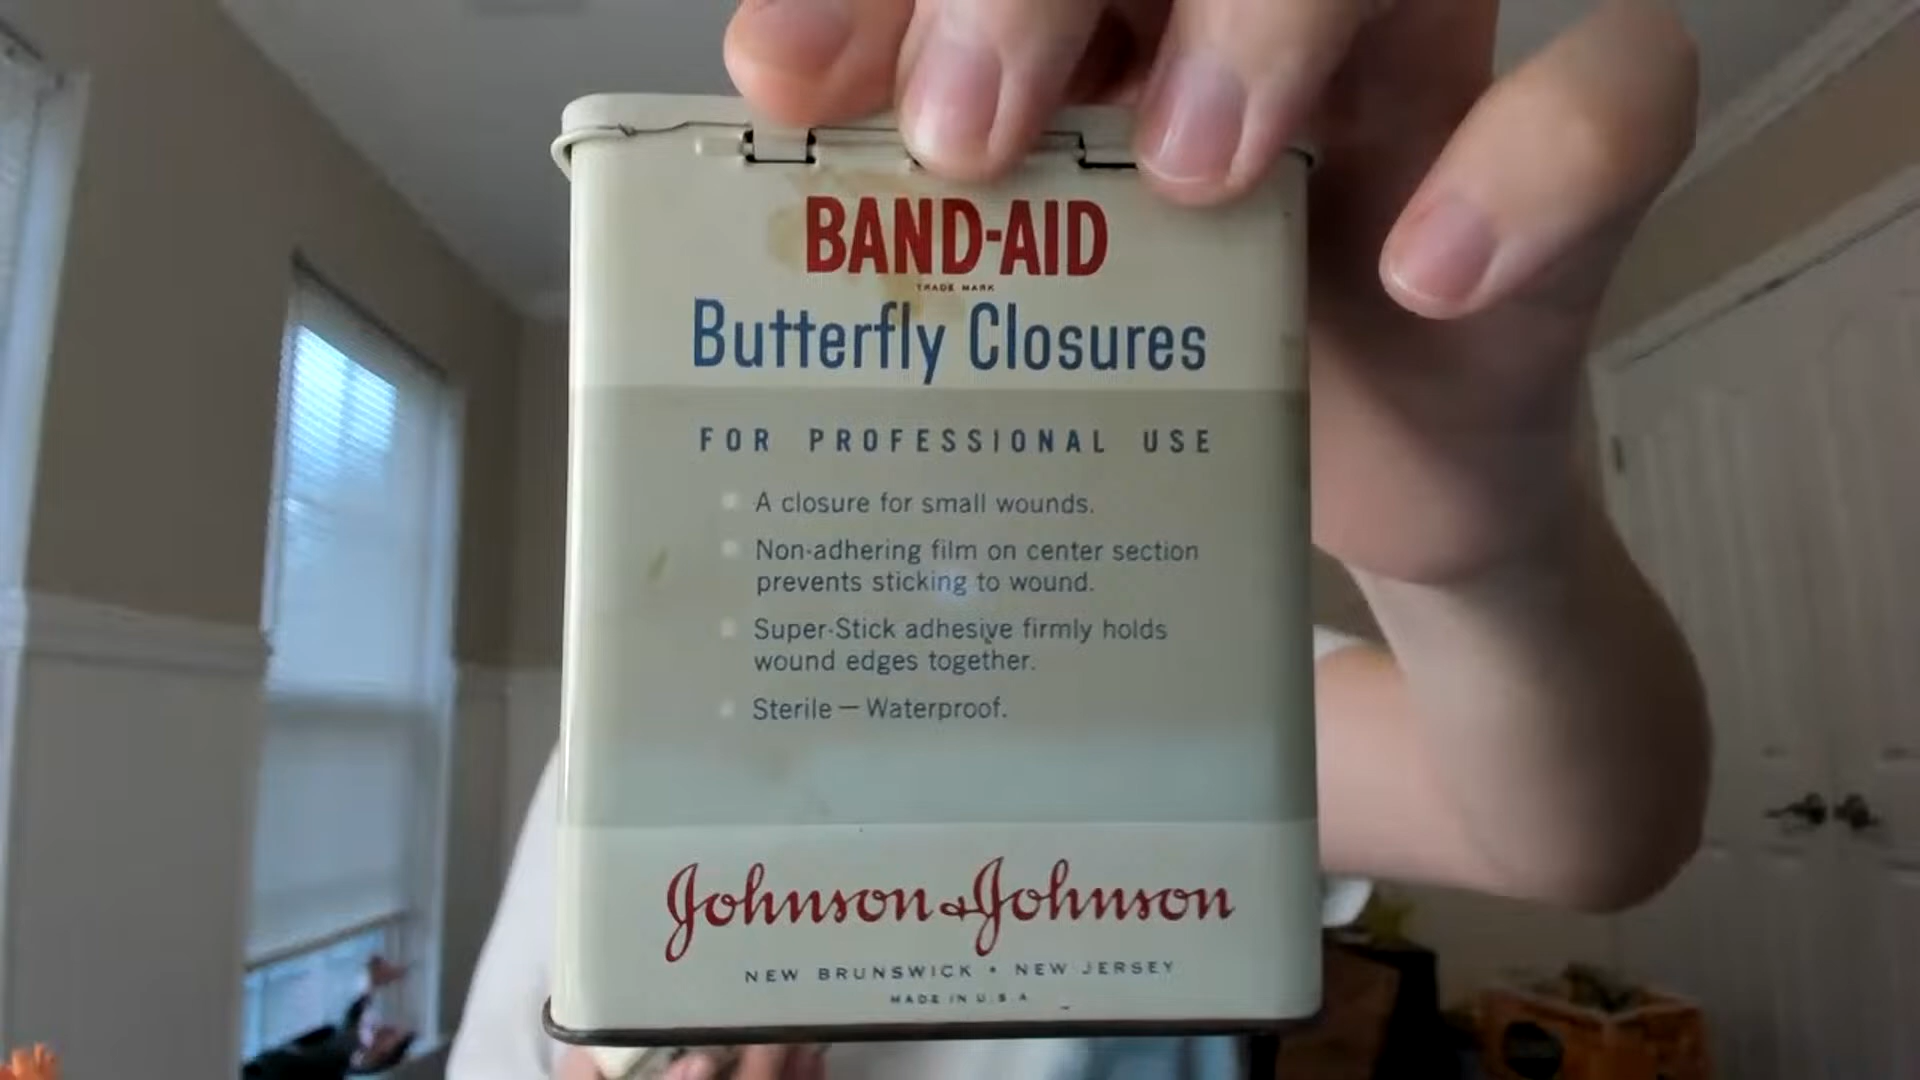 BAND-AID
TRADE MARK
Butterfly Closures
FOR PROFESSIONAL USE
A closure for small wounds.
Non-adhering film on center section
prevents sticking to wound.
Super-Stick adhesive firmly holds
wound edges together.
Sterile — Waterproof.
Johnson & Johnson
NEW BRUNSWICK • NEW JERSEY
MADE IN U.S.A